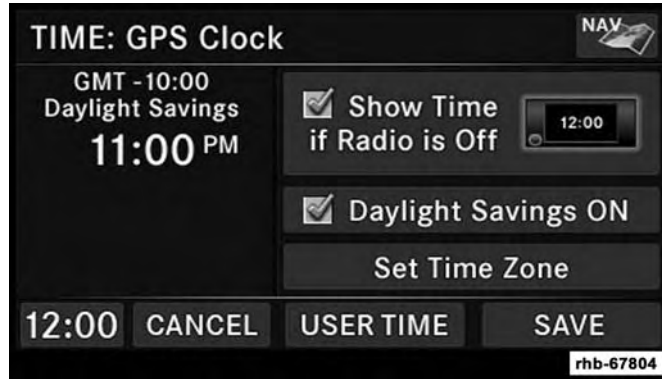 TIME: GPS Clock
NAV
GMT -10:00
Daylight Savings
11:00 PM
Show Time
if Radio is Off
12:00
Daylight Savings ON
Set Time Zone
12:00
CANCEL
USER TIME
SAVE
rhb-67804